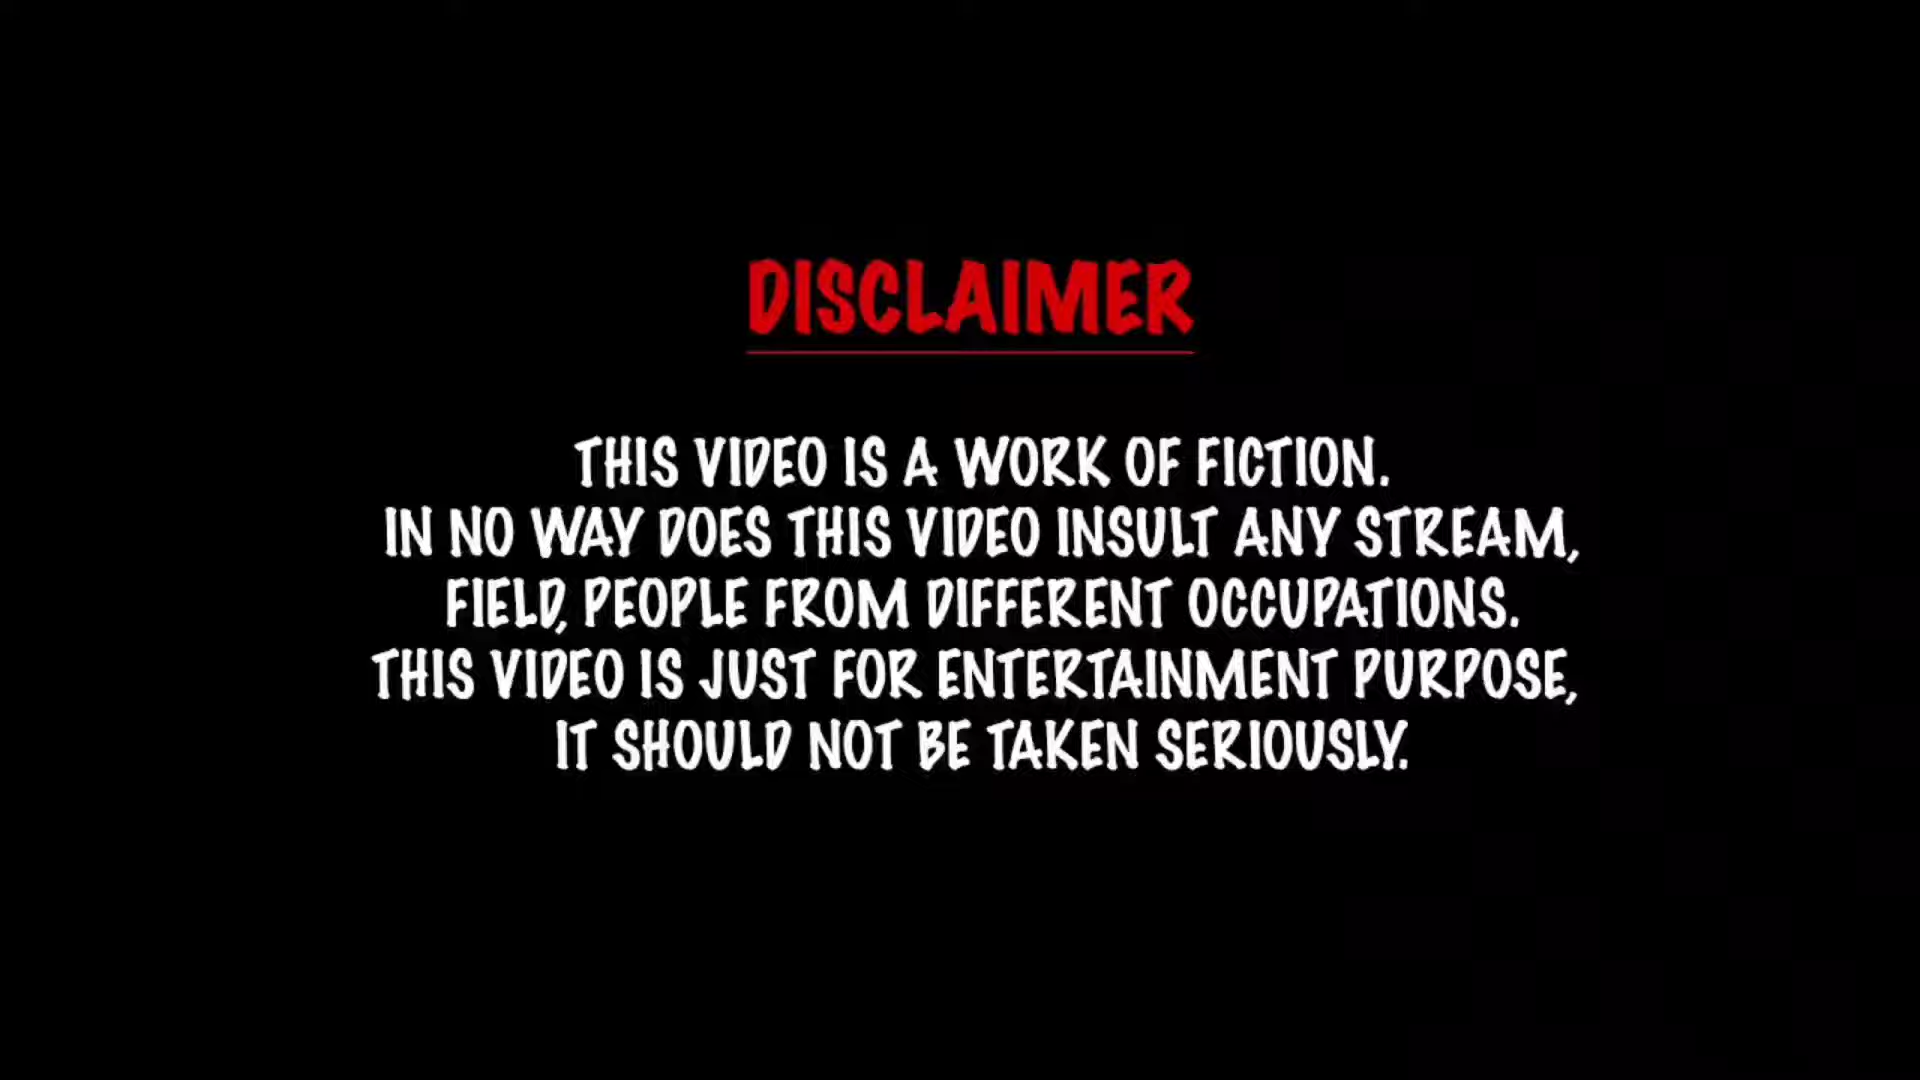 DISCLAIMER
THIS VIDEO IS A WORK OF FICTION.
IN NO WAY DOES THIS VIDEO INSULT ANY STREAM,
FIELD, PEOPLE FROM DIFFERENT OCCUPATIONS.
THIS VIDEO IS JUST FOR ENTERTAINMENT PURPOSE,
IT SHOULD NOT BE TAKEN SERIOUSLY.